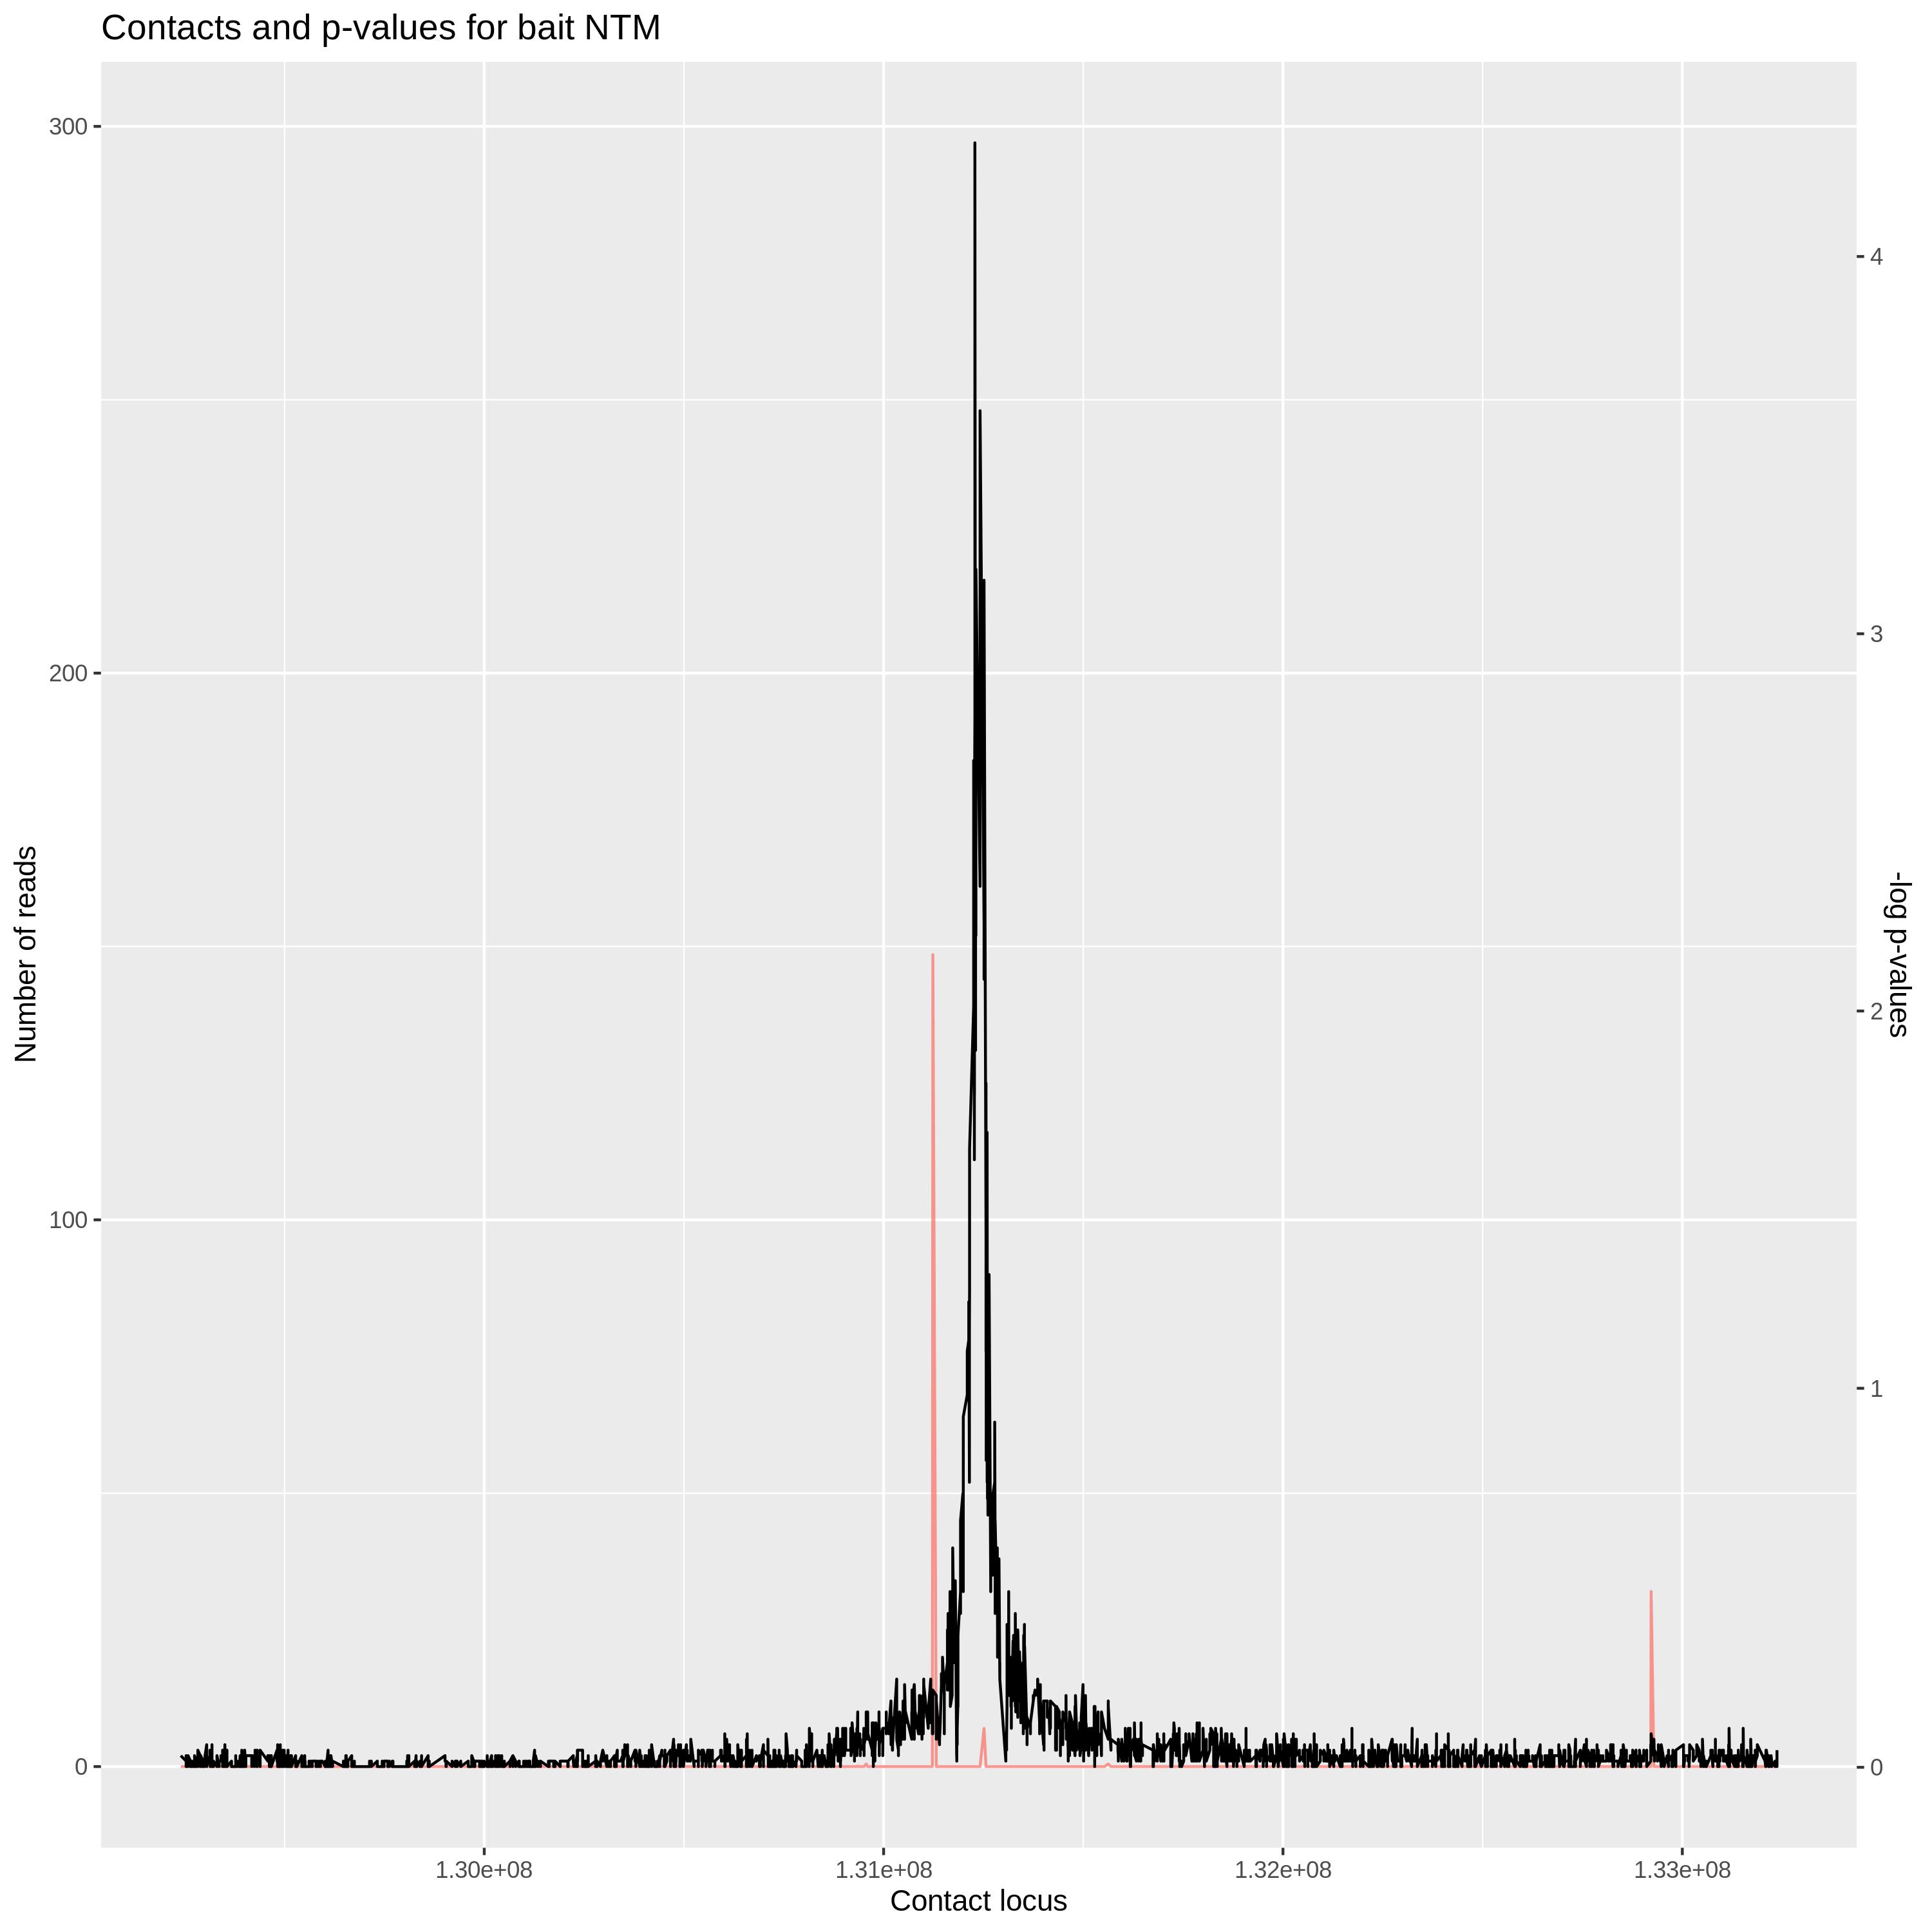 Contacts and p-values for bait NTM
300
200
100
0
Number of reads
4
3
2
1
0
-log p-values
1.30e+08
1.31e+08
1.32e+08
1.33e+08
Contact locus